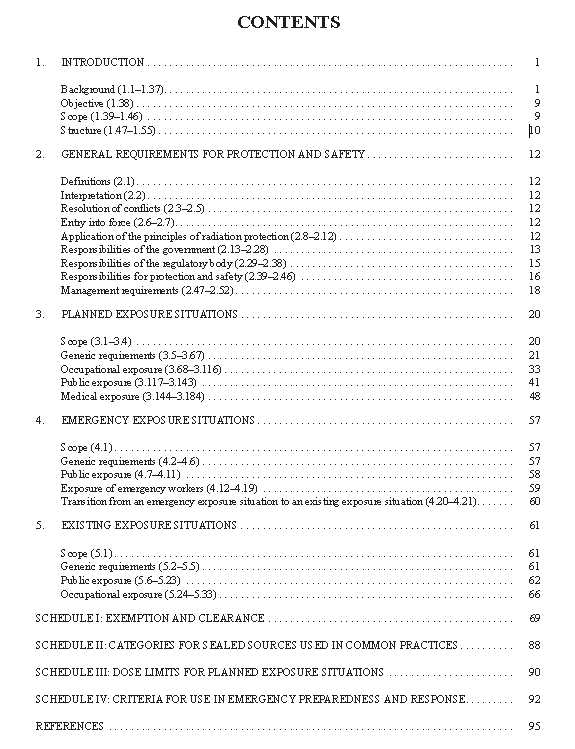 CONTENTS
1. INTRODUCTION . . . . . . . . . . 1
Background (1.1–1.37) . . . . . . . . . . 1
Objective (1.38) . . . . . . . . . . 9
Scope (1.39–1.46) . . . . . . . . . . 9
Structure (1.47–1.55) . . . . . . . . . . 10
2. GENERAL REQUIREMENTS FOR PROTECTION AND SAFETY . . . . . . . . . . 12
Definitions (2.1) . . . . . . . . . . 12
Interpretation (2.2) . . . . . . . . . . 12
Resolution of conflicts (2.3–2.5) . . . . . . . . . . 12
Entry into force (2.6–2.7) . . . . . . . . . . 12
Application of the principles of radiation protection (2.8–2.12) . . . . . . . . . . 12
Responsibilities of the government (2.13–2.28) . . . . . . . . . . 13
Responsibilities of the regulatory body (2.29–2.38) . . . . . . . . . . 15
Responsibilities for protection and safety (2.39–2.46) . . . . . . . . . . 16
Management requirements (2.47–2.52) . . . . . . . . . . 18
3. PLANNED EXPOSURE SITUATIONS . . . . . . . . . . 20
Scope (3.1–3.4) . . . . . . . . . . 20
Generic requirements (3.5–3.67) . . . . . . . . . . 21
Occupational exposure (3.68–3.116) . . . . . . . . . . 33
Public exposure (3.117–3.143) . . . . . . . . . . 41
Medical exposure (3.144–3.184) . . . . . . . . . . 48
4. EMERGENCY EXPOSURE SITUATIONS . . . . . . . . . . 57
Scope (4.1) . . . . . . . . . . 57
Generic requirements (4.2–4.6) . . . . . . . . . . 57
Public exposure (4.7–4.11) . . . . . . . . . . 58
Exposure of emergency workers (4.12–4.19) . . . . . . . . . . 59
Transition from an emergency exposure situation to an existing exposure situation (4.20–4.21) . . . . . . . 60
5. EXISTING EXPOSURE SITUATIONS . . . . . . . . . . 61
Scope (5.1) . . . . . . . . . . 61
Generic requirements (5.2–5.5) . . . . . . . . . . 61
Public exposure (5.6–5.23) . . . . . . . . . . 62
Occupational exposure (5.24–5.33) . . . . . . . . . . 66
SCHEDULE I: EXEMPTION AND CLEARANCE . . . . . . . . . . 69
SCHEDULE II: CATEGORIES FOR SEALED SOURCES USED IN COMMON PRACTICES . . . . . . . . . . 88
SCHEDULE III: DOSE LIMITS FOR PLANNED EXPOSURE SITUATIONS . . . . . . . . . . 90
SCHEDULE IV: CRITERIA FOR USE IN EMERGENCY PREPAREDNESS AND RESPONSE . . . . . . . . . 92
REFERENCES . . . . . . . . . . 95